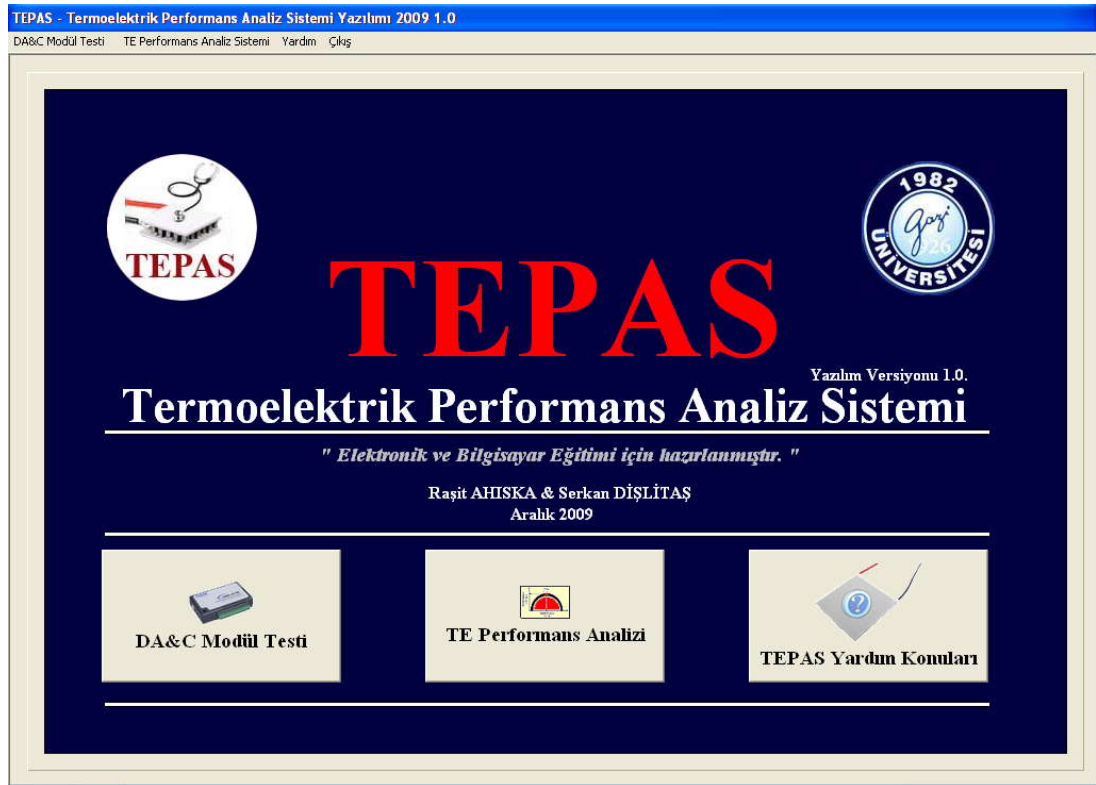 TEPAS - Termoelektrik Performans Analiz Sistemi Yazılımı 2009 1.0
DA&C Modül Testi TE Performans Analiz Sistemi Yardım Çıkış
TEPAS
1982
gazi
1926
ÜNİVERSİTESİ
TEPAS
Yazılım Versiyonu 1.0.
Termoelektrik Performans Analiz Sistemi
" Elektronik ve Bilgisayar Eğitimi için hazırlanmıştır. "
Raşit AHISKA & Serkan DİŞLİTAŞ
Aralık 2009
DA&C Modül Testi
TE Performans Analizi
TEPAS Yardım Konuları